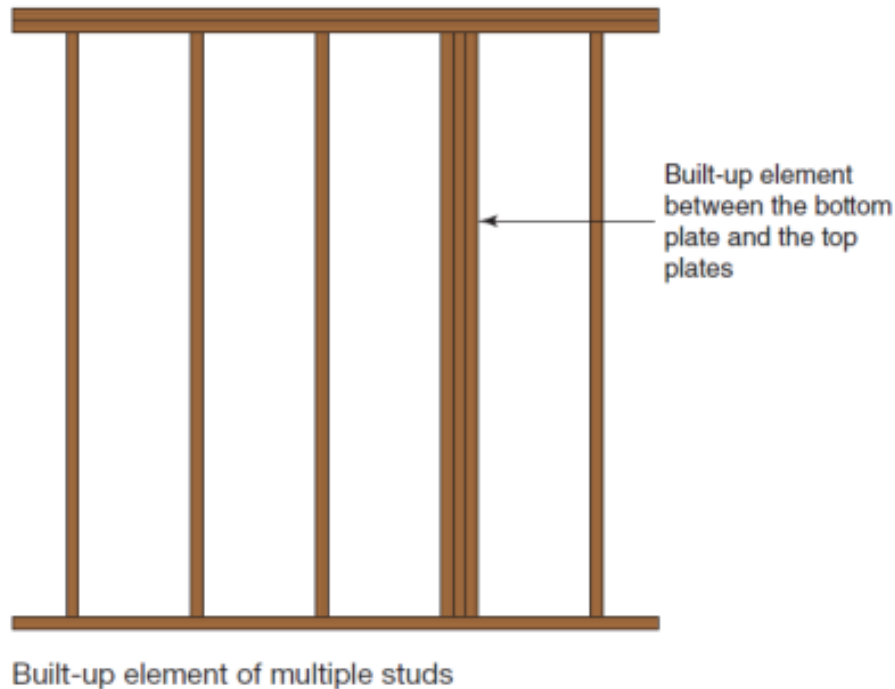 Built-up element
between the bottom
plate and the top
plates
Built-up element of multiple studs